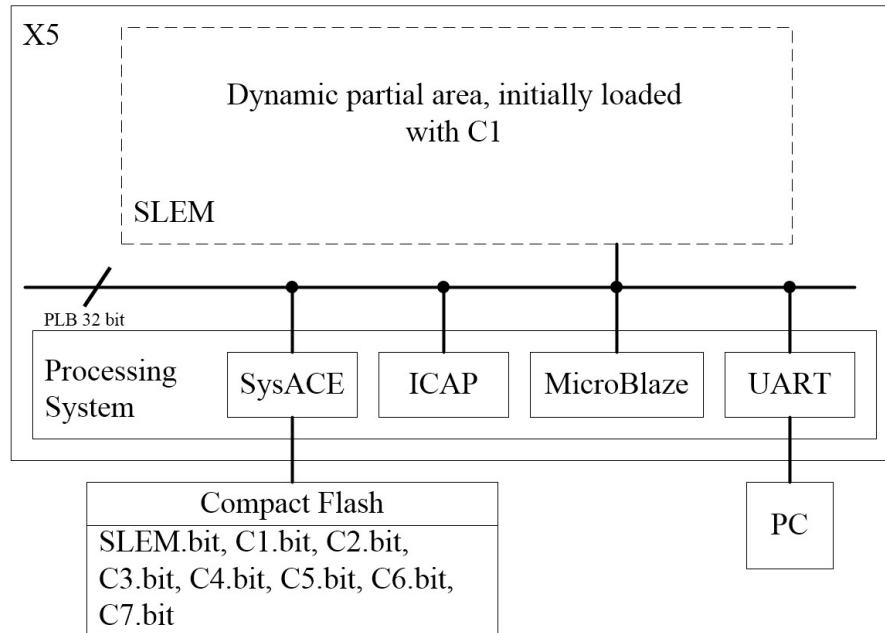 X5
Dynamic partial area, initially loaded
with C1
SLEM
PLB 32 bit
Processing
System
SysACE
ICAP
MicroBlaze
UART
Compact Flash
SLEM.bit, C1.bit, C2.bit,
C3.bit, C4.bit, C5.bit, C6.bit,
C7.bit
PC